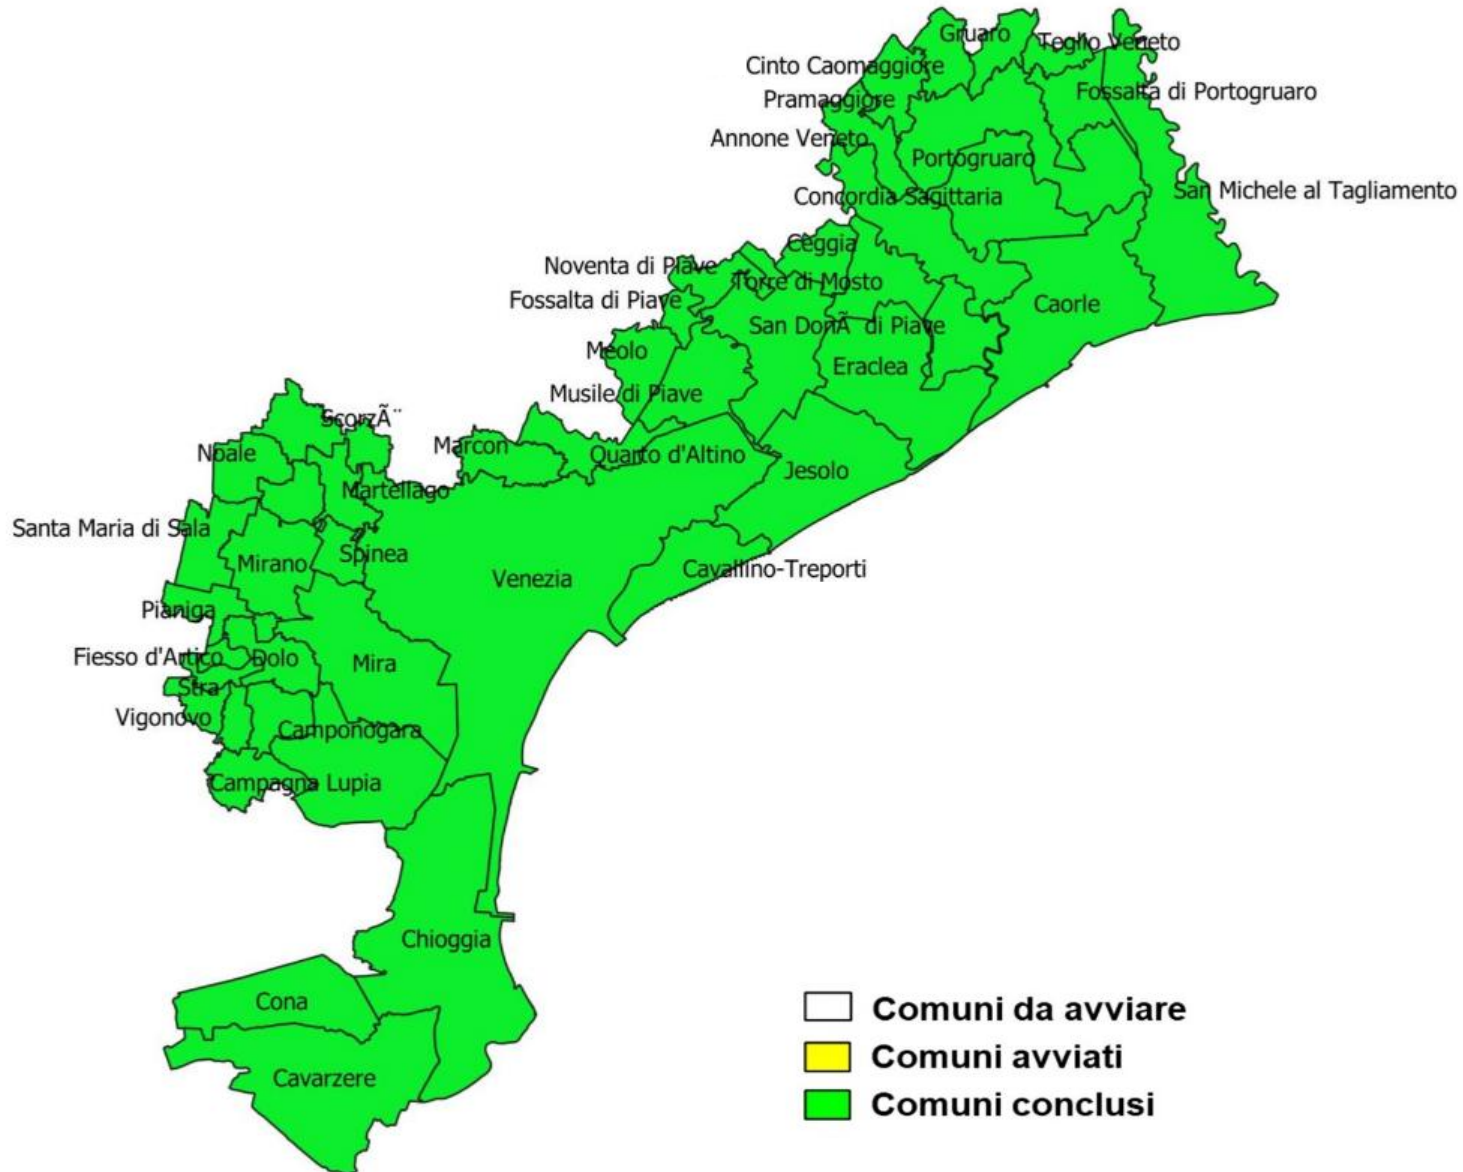 Gruaro
Teglio Veneto
Cinto Caomaggiore
Fossalta di Portogruaro
Pramaggiore
Annone Veneto
Portogruaro
San Michele al Tagliamento
Concordia Sagittaria
Ceggia
Noventa di Piave
Torre di Mosto
Fossalta di Piave
Caorle
San DonÃ  di Piave
Meolo
Eraclea
Musile di Piave
ScorzÃ¨
Marcon
Noale
Quarto d'Altino
Jesolo
Martellago
Santa Maria di Sala
Spinea
Mirano
Cavallino-Treporti
Venezia
Pianiga
Fiesso d'Artico
Dolo
Mira
Stra
Vigonovo
Camponogara
Campagna Lupia
Chioggia
Cona
Cavarzere
Comuni da avviare
Comuni avviati
Comuni conclusi